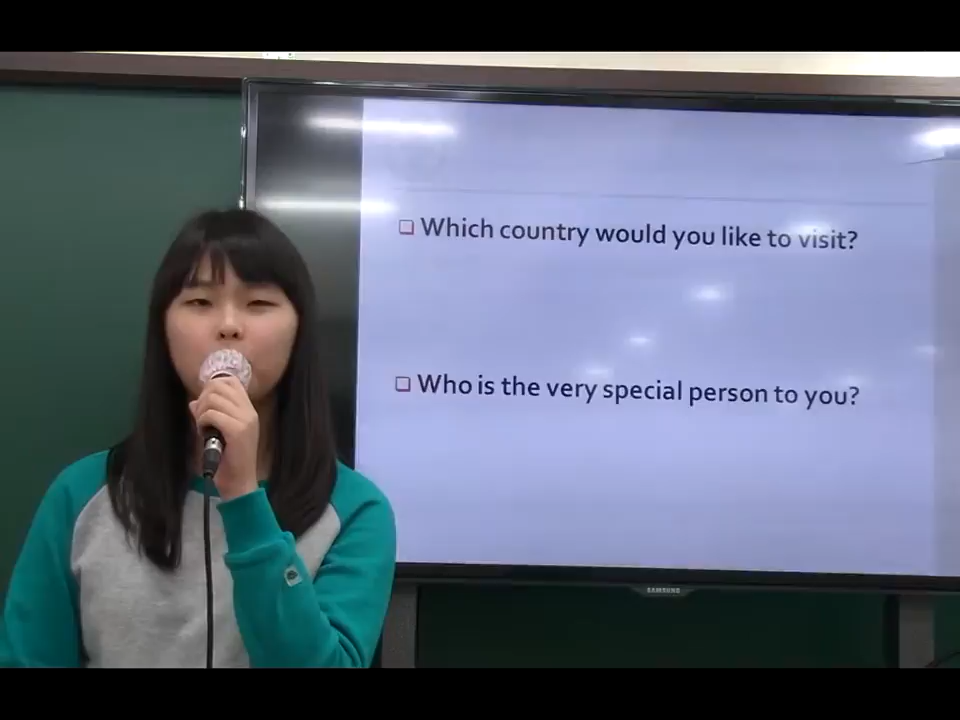 Which country would you like to visit?
Who is the very special person to you?
SAMSUNG